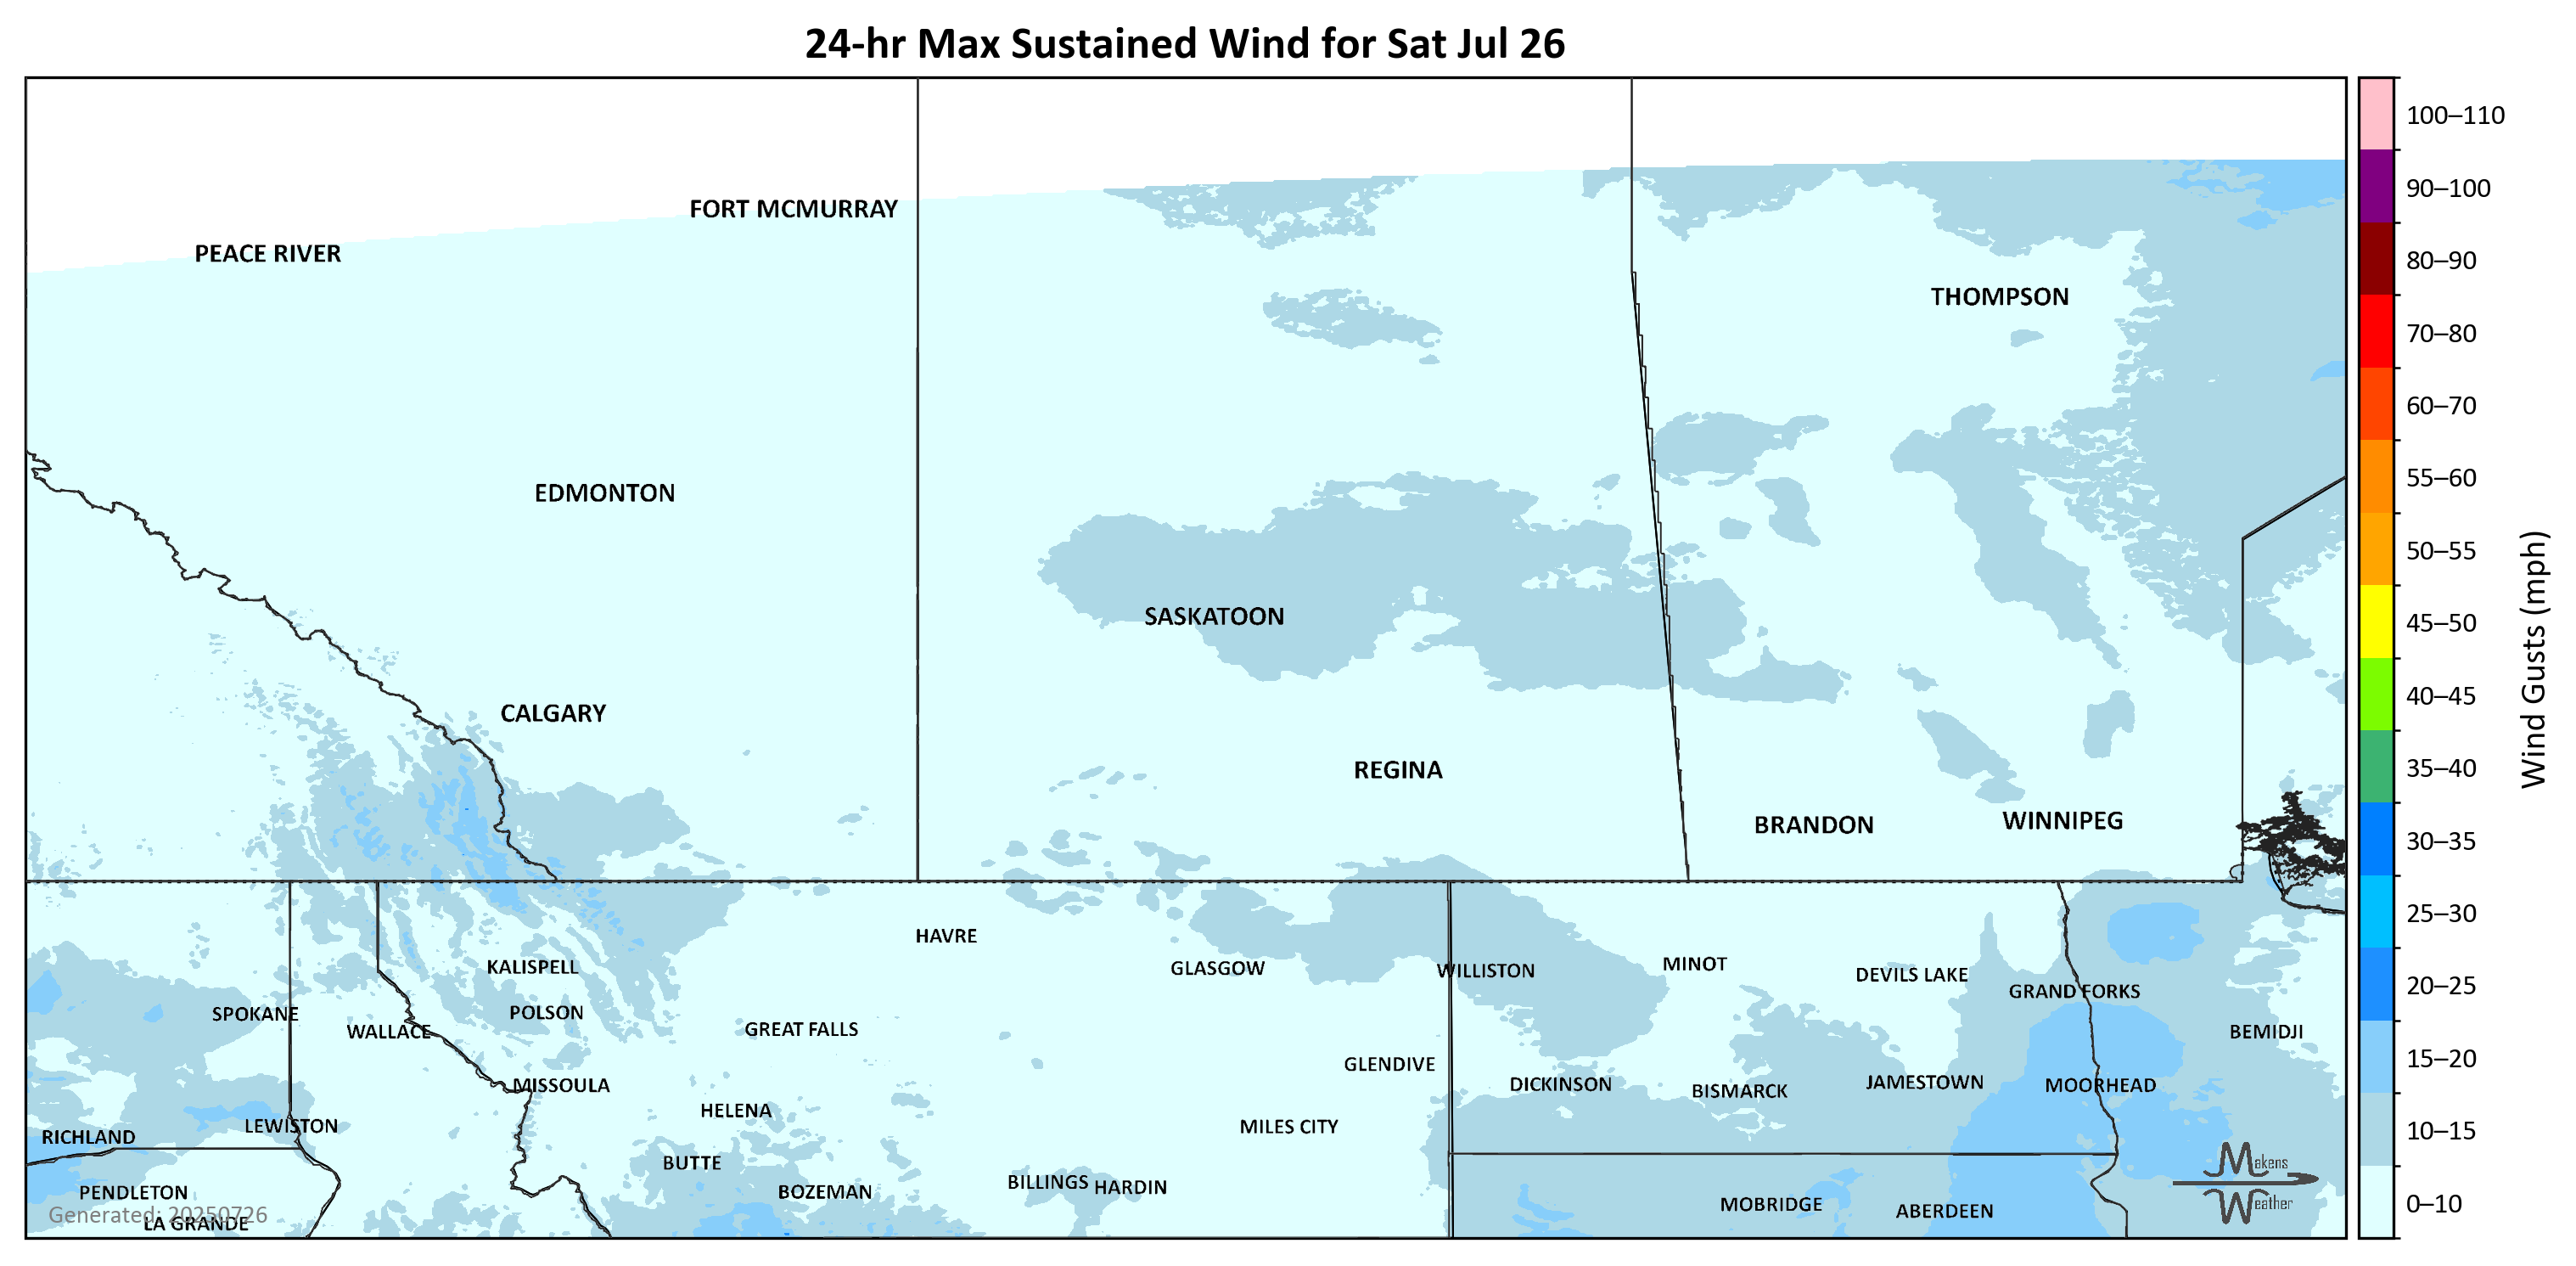 24-hr Max Sustained Wind for Sat Jul 26
100–110
90–100
80–90
70–80
60–70
55–60
50–55
45–50
40–45
35–40
30–35
25–30
20–25
15–20
10–15
0–10
Wind Gusts (mph)
FORT MCMURRAY
PEACE RIVER
THOMPSON
EDMONTON
SASKATOON
CALGARY
REGINA
BRANDON
WINNIPEG
HAVRE
KALISPELL
GLASGOW
WILLISTON
MINOT
DEVILS LAKE
GRAND FORKS
SPOKANE
POLSON
WALLACE
GREAT FALLS
BEMIDJI
GLENDIVE
MISSOULA
DICKINSON
BISMARCK
JAMESTOWN
MOORHEAD
HELENA
LEWISTON
MILES CITY
RICHLAND
BUTTE
BILLINGS
HARDIN
PENDLETON
BOZEMAN
MOBRIDGE
ABERDEEN
Generated: 20250726
LA GRANDE
Makens
Weather